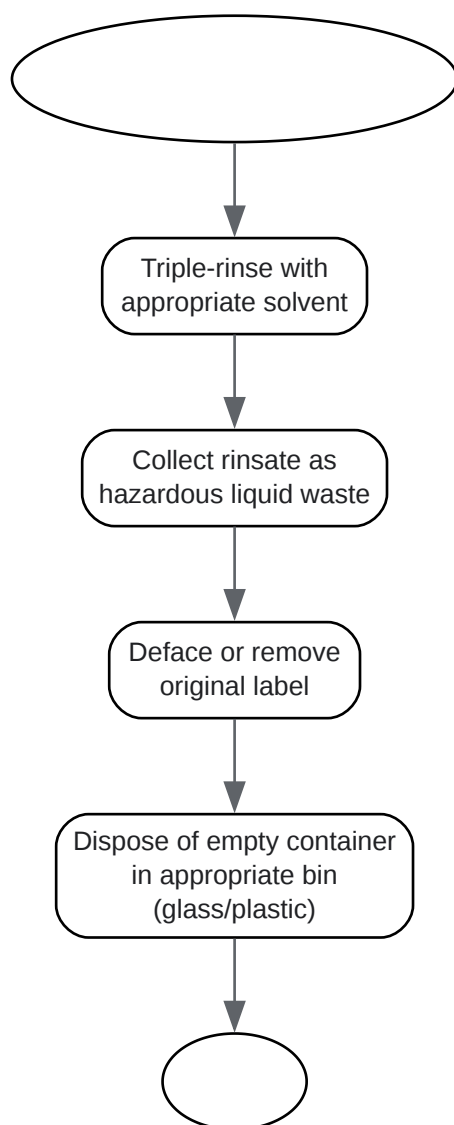 Triple-rinse with
appropriate solvent
Collect rinsate as
hazardous liquid waste
Deface or remove
original label
Dispose of empty container
in appropriate bin
(glass/plastic)